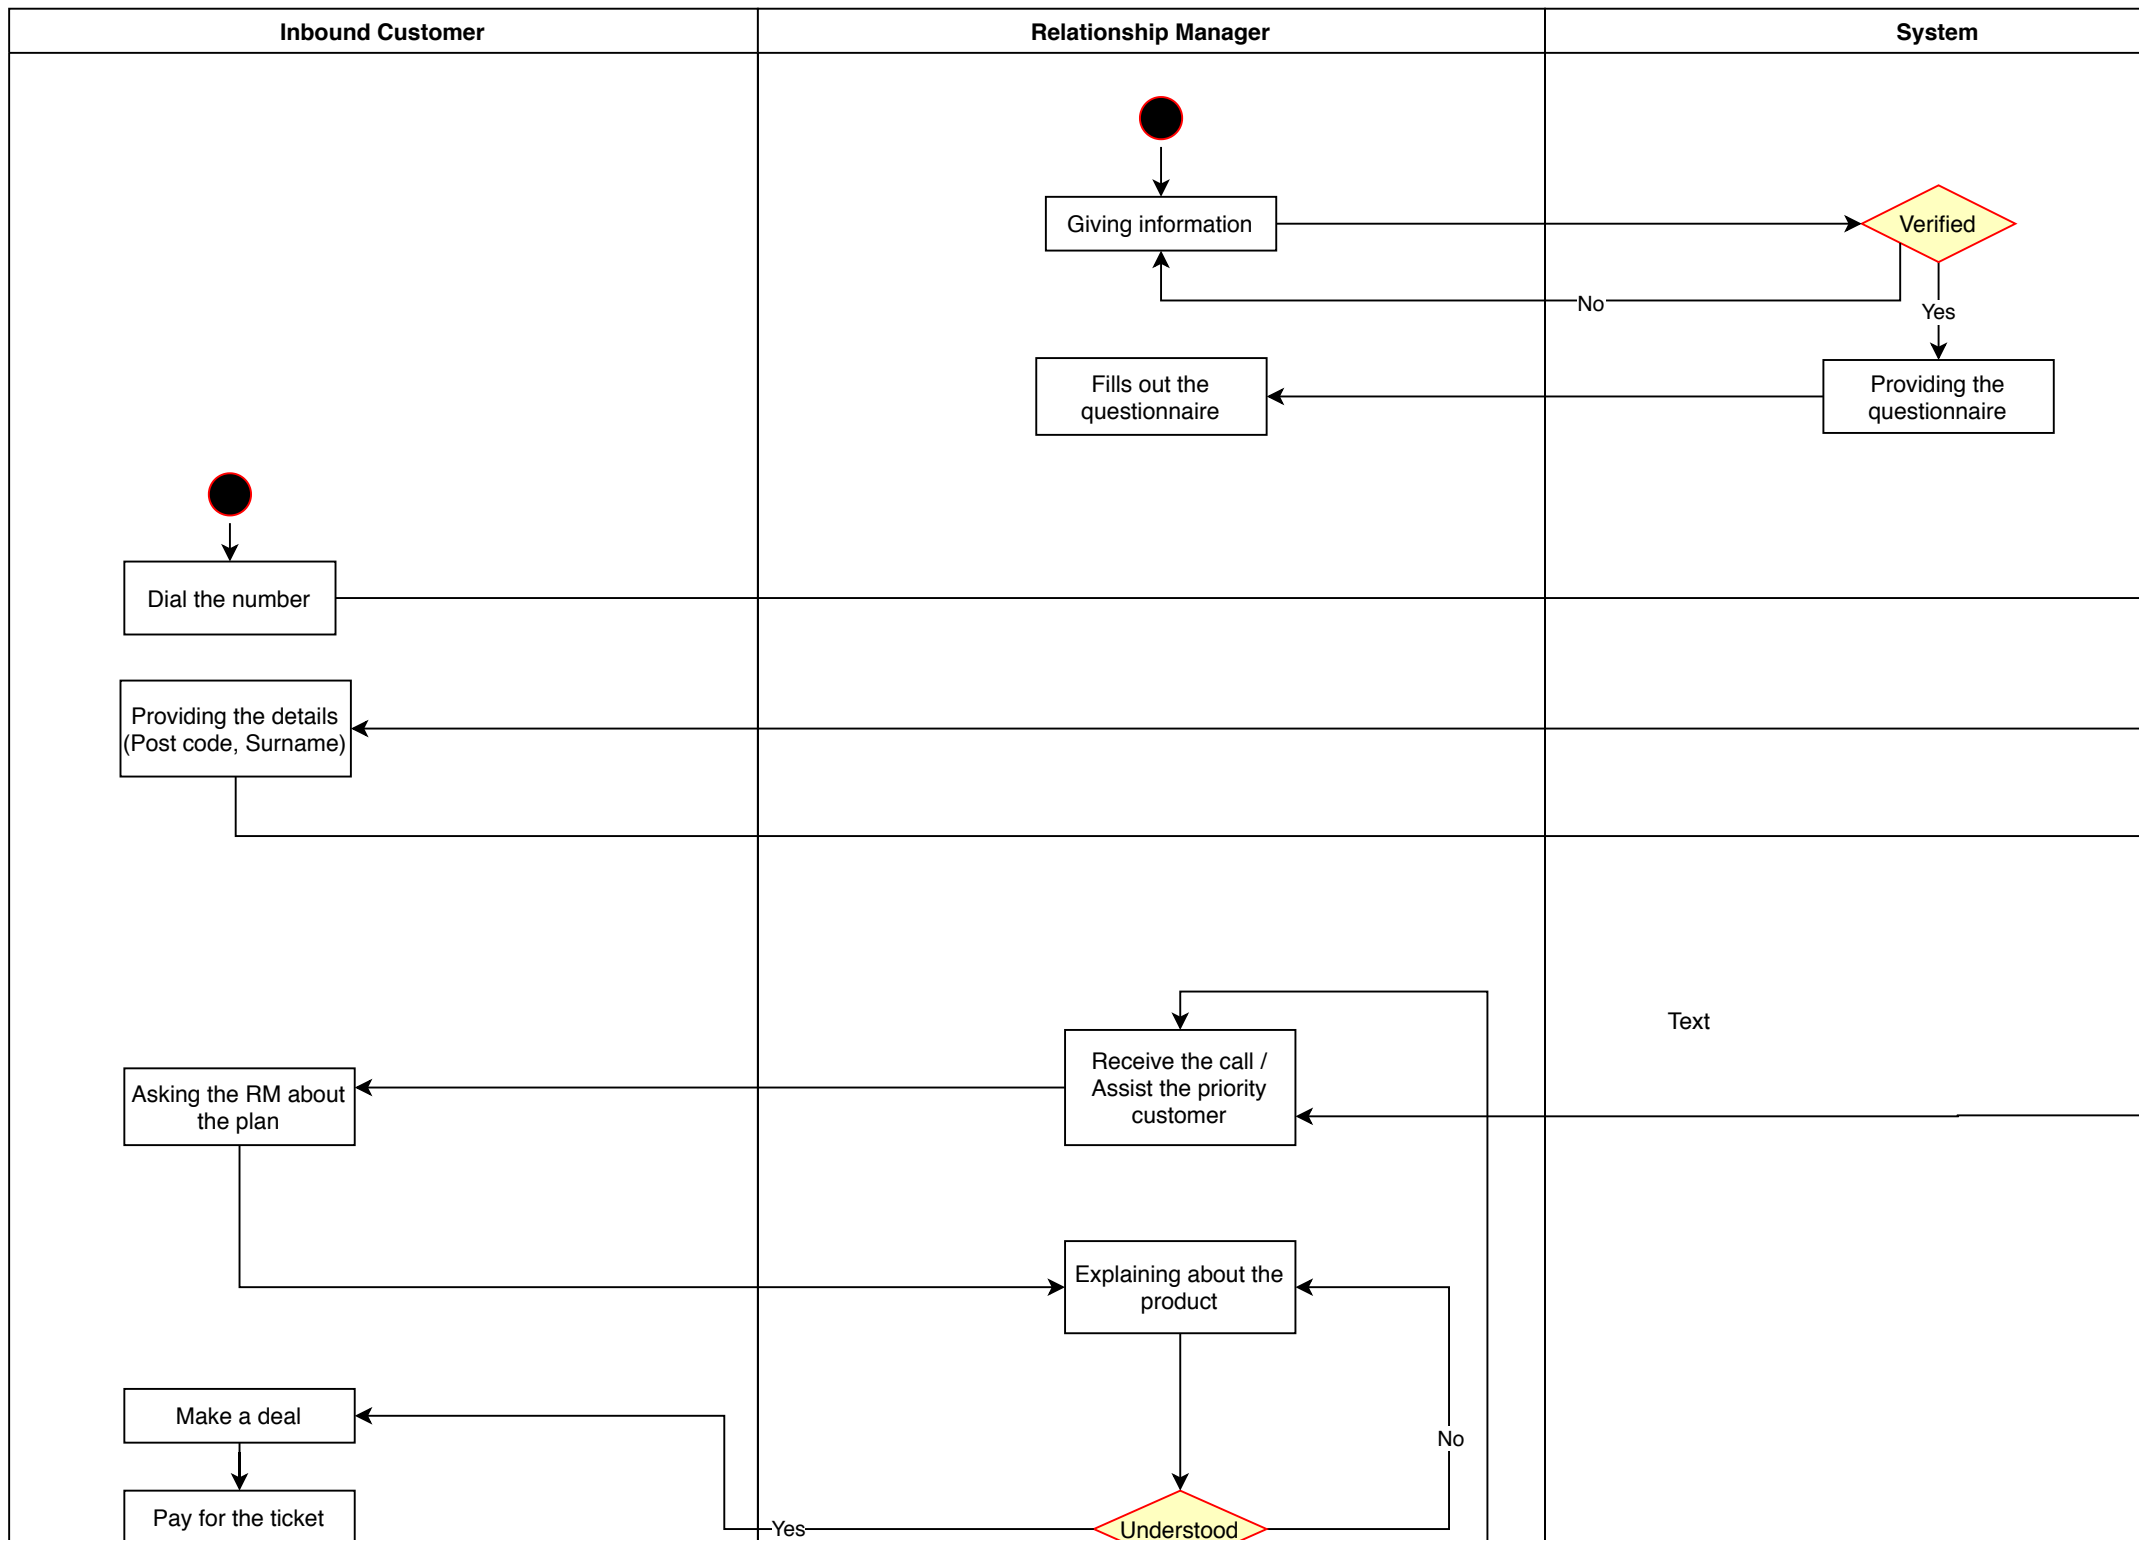 Inbound Customer
Relationship Manager
System
Giving information
Verified
No
Yes
Fills out the
questionnaire
Providing the
questionnaire
Dial the number
Providing the details
(Post code, Surname)
Text
Receive the call /
Assist the priority
customer
Asking the RM about
the plan
Explaining about the
product
Make a deal
No
Pay for the ticket
Yes
Understood